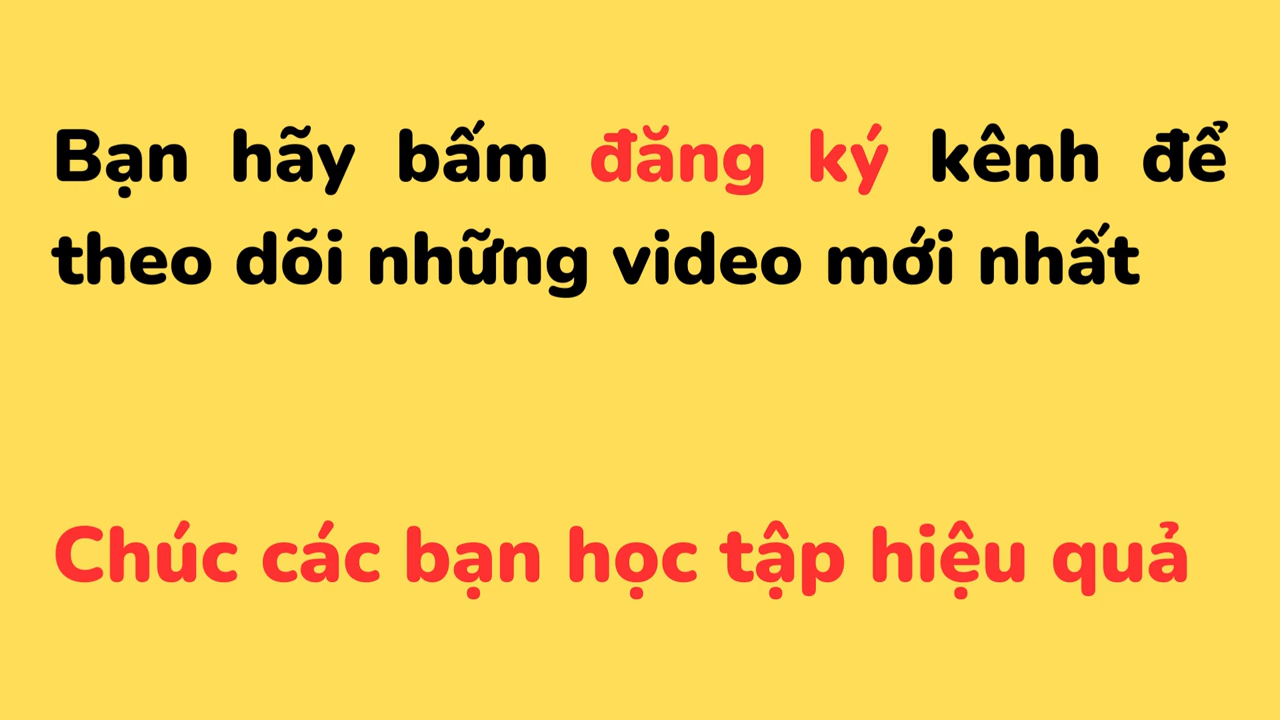 Bạn hãy bấm đăng ký kênh để
theo dõi những video mới nhất
Chúc các bạn học tập hiệu quả